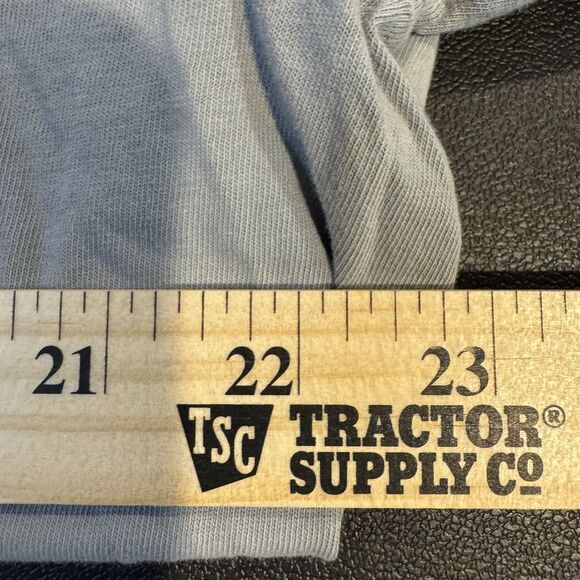 21 22 23
TSC TRACTOR®
SUPPLY CO